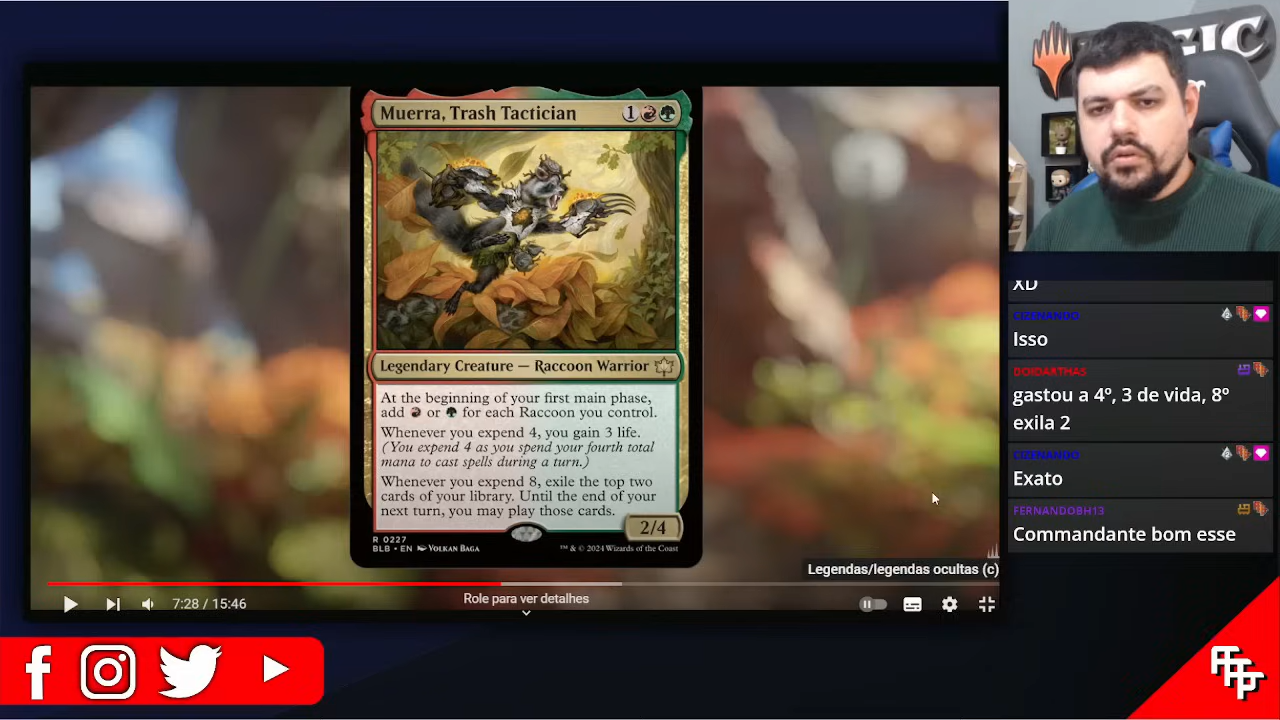 Muerra, Trash Tactician 1
Legendary Creature — Raccoon Warrior
At the beginning of your first main phase,
add or for each Raccoon you control.
Whenever you expend 4, you gain 3 life.
(You expend 4 as you spend your fourth total
mana to cast spells during a turn.)
Whenever you expend 8, exile the top two
cards of your library. Until the end of your
next turn, you may play those cards.
2/4
R 0227
BLB • EN VOLKAN BAGA
™ & © 2024 Wizards of the Coast
Legendas/legendas ocultas (c)
7:28 / 15:46
Role para ver detalhes
XD
CIZENANDO
Isso
DOIDARTHAS
gastou a 4º, 3 de vida, 8º
exila 2
CIZENANDO
Exato
FERNANDOBH13
Commandante bom esse